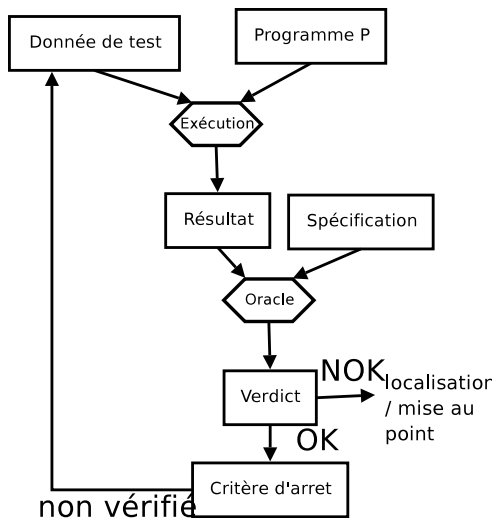 Donnée de test
Programme P
Exécution
Résultat
Spécification
Oracle
Verdict
NOK
localisation
/ mise au
point
OK
Critère d'arret
non vérifié